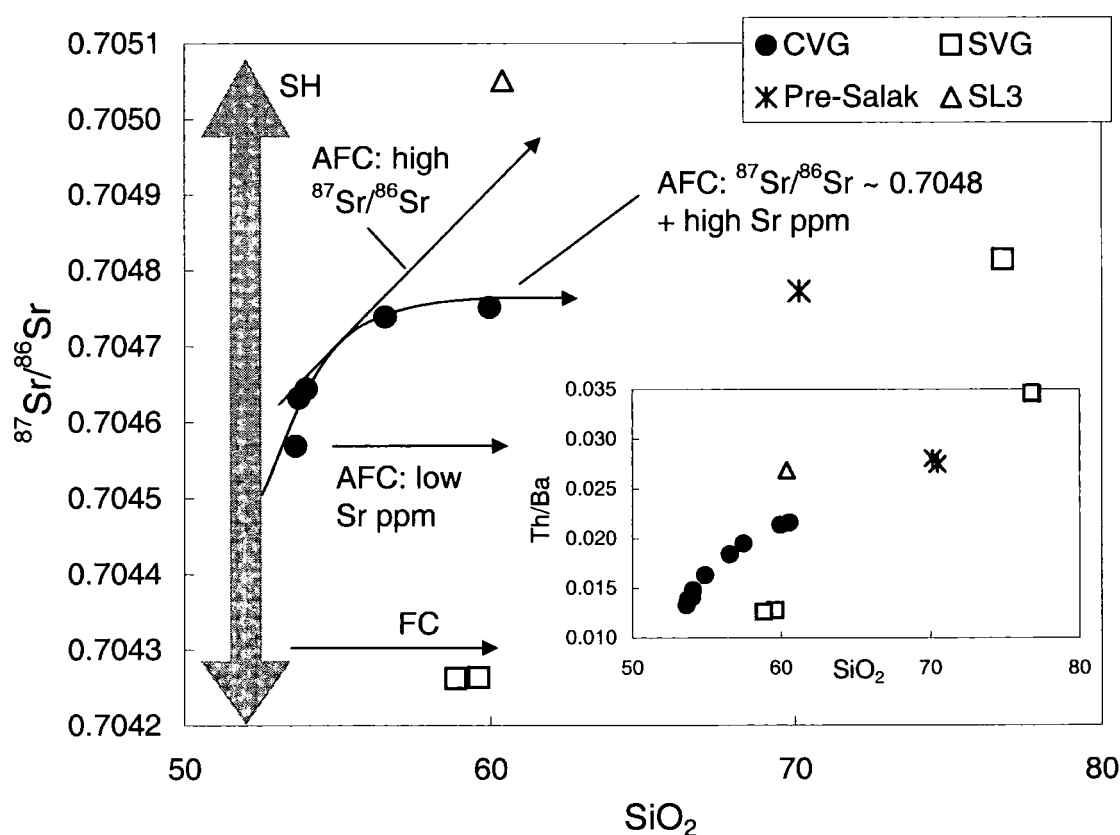 0.7051
0.7050
0.7049
0.7048
0.7047
0.7046
0.7045
0.7044
0.7043
0.7042
⁸⁷Sr/⁸⁶Sr
50
60
70
80
SiO₂
CVG
SVG
Pre-Salak
SL3
SH
AFC: high
⁸⁷Sr/⁸⁶Sr
AFC: ⁸⁷Sr/⁸⁶Sr ~ 0.7048
+ high Sr ppm
AFC: low
Sr ppm
FC
0.035
0.030
0.025
0.020
0.015
0.010
Th/Ba
50
60
70
80
SiO₂